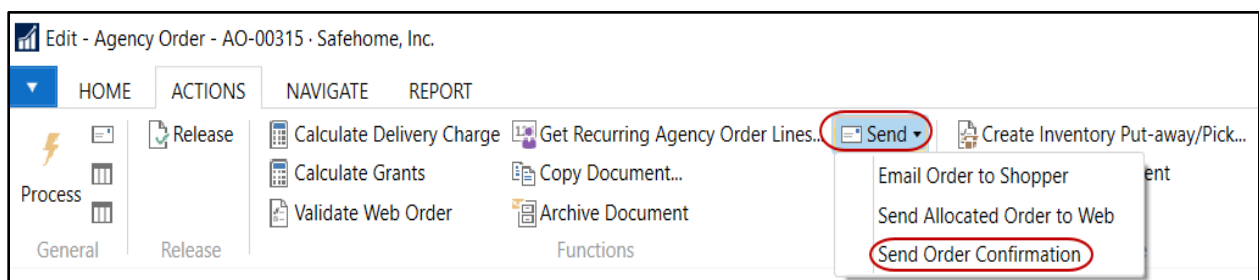 Edit - Agency Order - AO-00315 · Safehome, Inc.
HOME ACTIONS NAVIGATE REPORT
Release Calculate Delivery Charge Get Recurring Agency Order Lines... Send Create Inventory Put-away/Pick...
Calculate Grants Copy Document... Email Order to Shopper ent
Process
Validate Web Order Archive Document Send Allocated Order to Web
General Release Functions Send Order Confirmation